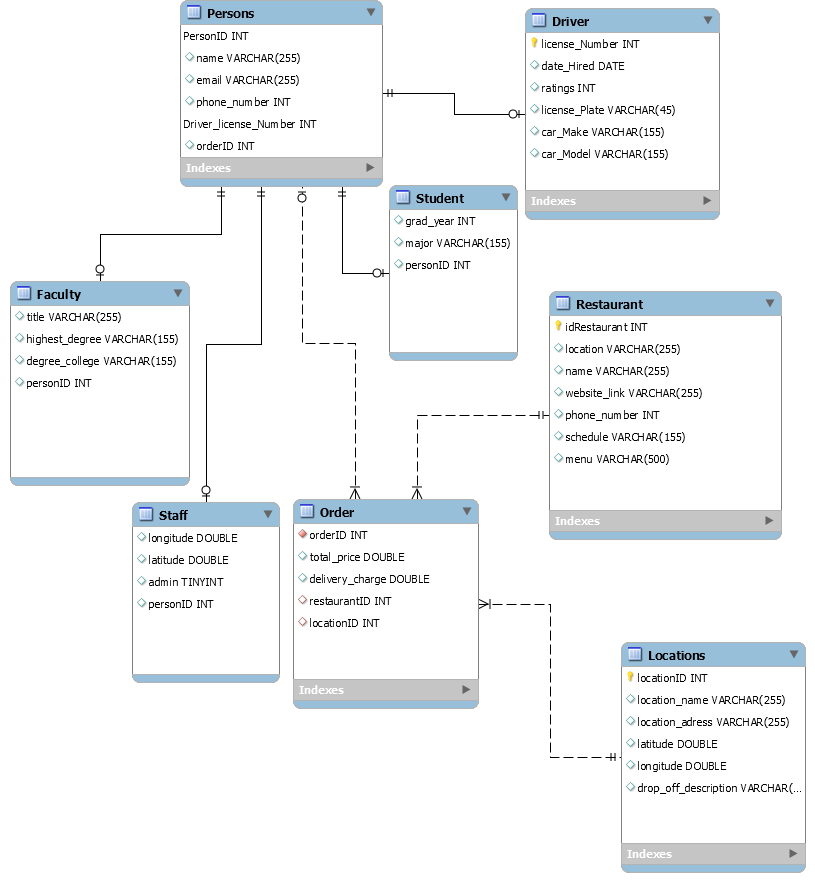 Persons
PersonID INT
name VARCHAR(255)
email VARCHAR(255)
phone_number INT
Driver_license_Number INT
orderID INT
Indexes
Driver
license_Number INT
date_Hired DATE
ratings INT
license_Plate VARCHAR(45)
car_Make VARCHAR(155)
car_Model VARCHAR(155)
Indexes
Student
grad_year INT
major VARCHAR(155)
personID INT
Faculty
title VARCHAR(255)
highest_degree VARCHAR(155)
degree_college VARCHAR(155)
personID INT
Restaurant
idRestaurant INT
location VARCHAR(255)
name VARCHAR(255)
website_link VARCHAR(255)
phone_number INT
schedule VARCHAR(155)
menu VARCHAR(500)
Indexes
Staff
longitude DOUBLE
latitude DOUBLE
admin TINYINT
personID INT
Order
orderID INT
total_price DOUBLE
delivery_charge DOUBLE
restaurantID INT
locationID INT
Indexes
Locations
locationID INT
location_name VARCHAR(255)
location_adress VARCHAR(255)
latitude DOUBLE
longitude DOUBLE
drop_off_description VARCHAR(...
Indexes